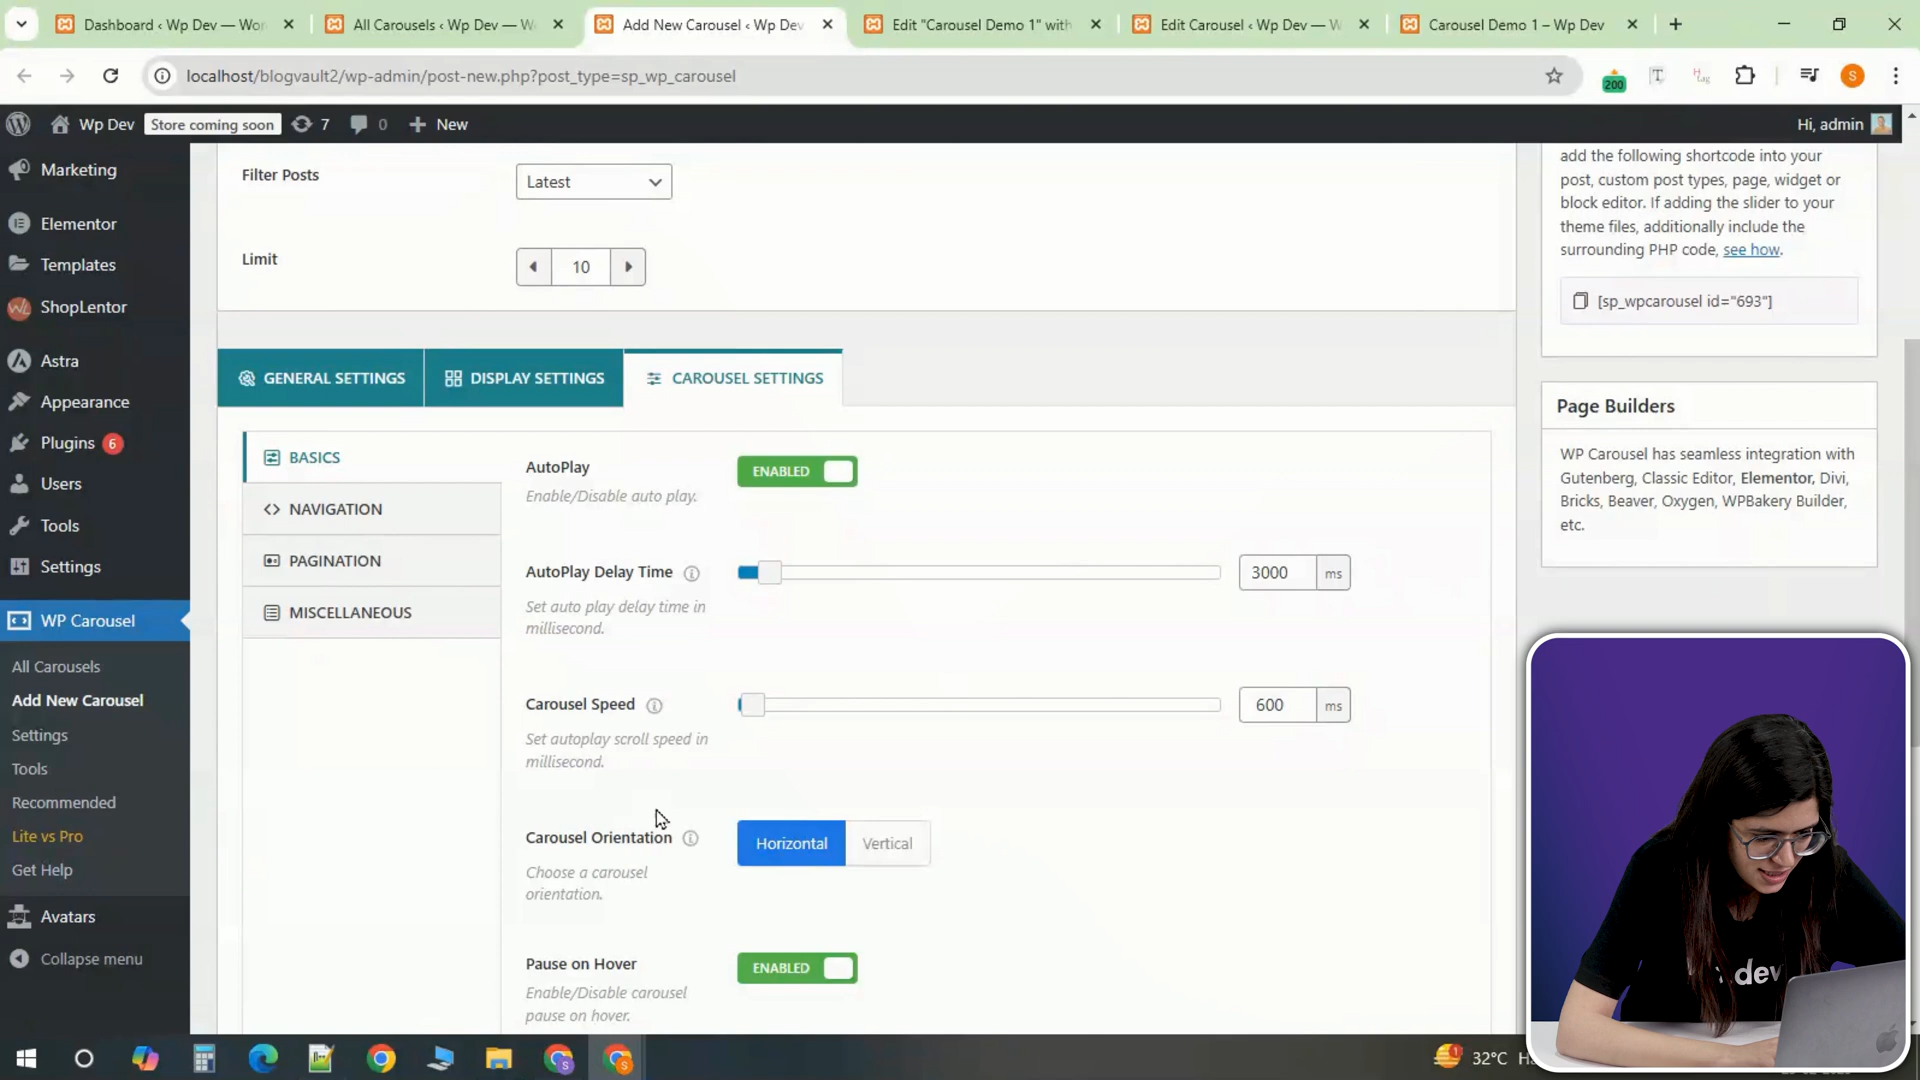 Dashboard ‹ Wp Dev — Wor
All Carousels ‹ Wp Dev — W
Add New Carousel ‹ Wp Dev
Edit "Carousel Demo 1" with
Edit Carousel ‹ Wp Dev — W
Carousel Demo 1 – Wp Dev
localhost/blogvault2/wp-admin/post-new.php?post_type=sp_wp_carousel
200
S
Wp Dev
Store coming soon
7
0
New
Hi, admin
Marketing
Elementor
Templates
ShopLentor
Astra
Appearance
Plugins 6
Users
Tools
Settings
WP Carousel
All Carousels
Add New Carousel
Settings
Tools
Recommended
Lite vs Pro
Get Help
Avatars
Collapse menu
Filter Posts
Latest
Limit
10
GENERAL SETTINGS
DISPLAY SETTINGS
CAROUSEL SETTINGS
BASICS
NAVIGATION
PAGINATION
MISCELLANEOUS
AutoPlay
Enable/Disable auto play.
ENABLED
AutoPlay Delay Time
Set auto play delay time in
millisecond.
3000 ms
Carousel Speed
Set autoplay scroll speed in
millisecond.
600 ms
Carousel Orientation
Choose a carousel
orientation.
Horizontal
Vertical
Pause on Hover
Enable/Disable carousel
pause on hover.
ENABLED
add the following shortcode into your
post, custom post types, page, widget or
block editor. If adding the slider to your
theme files, additionally include the
surrounding PHP code, see how.
[sp_wpcarousel id="693"]
Page Builders
WP Carousel has seamless integration with
Gutenberg, Classic Editor, Elementor, Divi,
Bricks, Beaver, Oxygen, WPBakery Builder,
etc.
dev
32°C